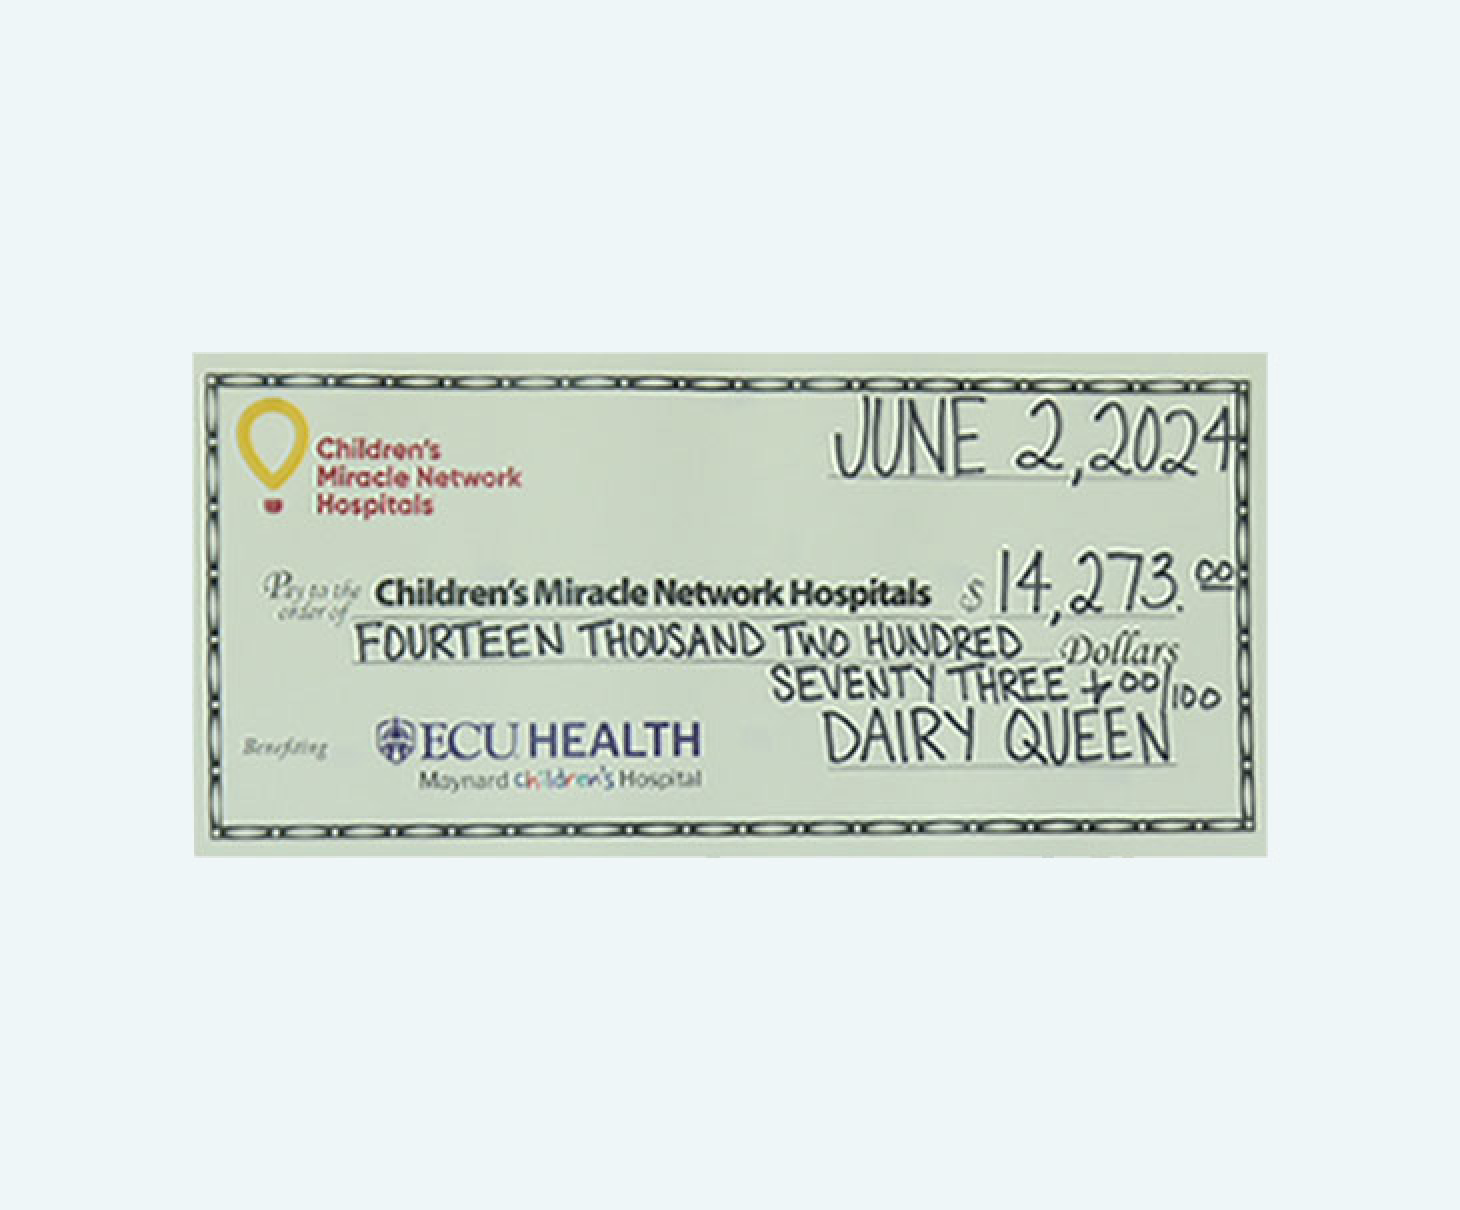 Children's
Miracle Network
Hospitals
JUNE 2, 2024
Pay to the
order of
Children's Miracle Network Hospitals $ 14,273.00
FOURTEEN THOUSAND TWO HUNDRED Dollars
SEVENTY THREE + 00/100
Benefiting
ECU HEALTH
Maynard Children's Hospital
DAIRY QUEEN